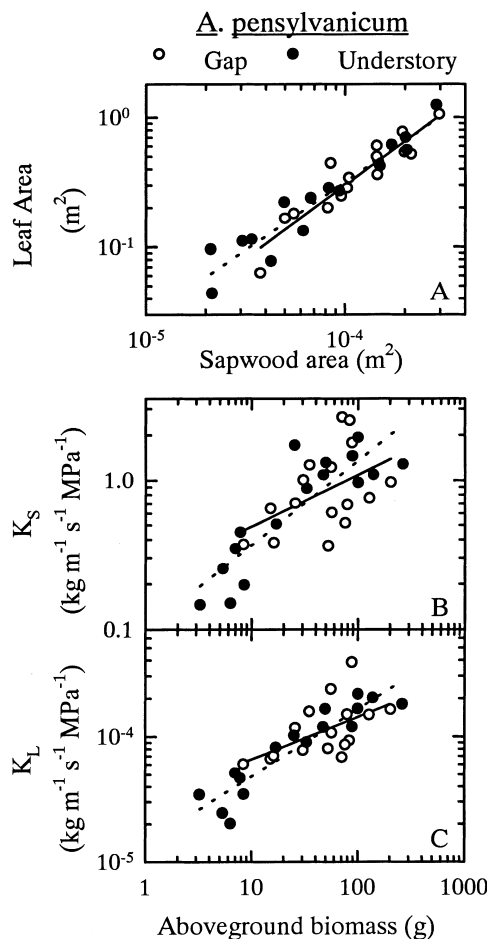 A. pensylvanicum
Gap Understory
10⁰
10⁻¹
Leaf Area
(m²)
A
10⁻⁵ 10⁻⁴
Sapwood area (m²)
1.0
0.1
K_S
(kg m⁻¹ s⁻¹ MPa⁻¹)
B
10⁻⁴
10⁻⁵
K_L
(kg m⁻¹ s⁻¹ MPa⁻¹)
C
1 10 100 1000
Aboveground biomass (g)